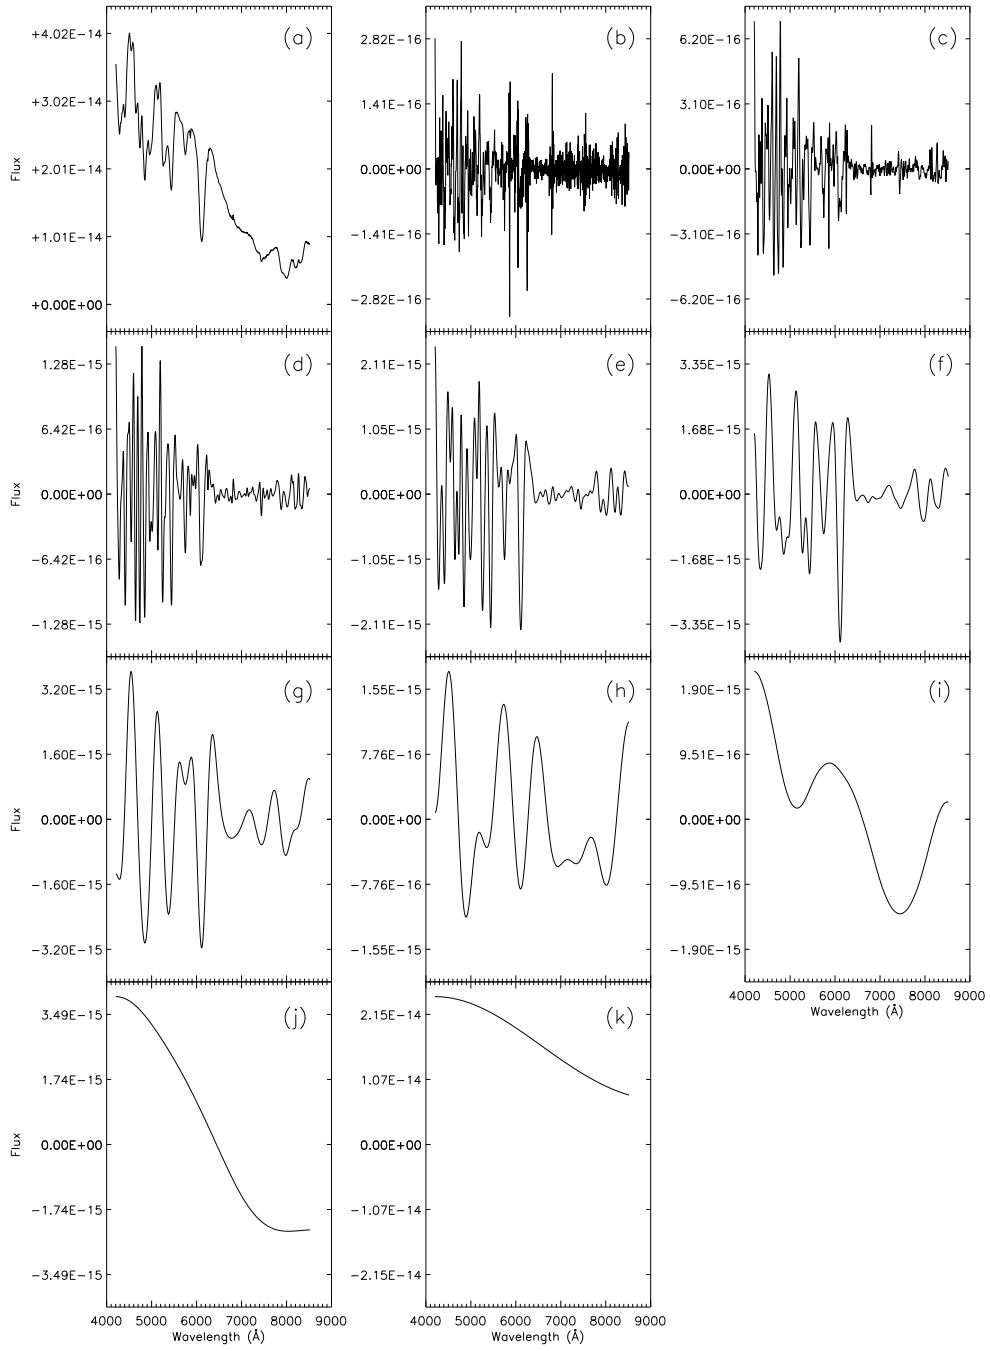 (a)
+4.02E−14
+3.02E−14
+2.01E−14
+1.01E−14
+0.00E+00
Flux
(b)
2.82E−16
1.41E−16
0.00E+00
−1.41E−16
−2.82E−16
(c)
6.20E−16
3.10E−16
0.00E+00
−3.10E−16
−6.20E−16
(d)
1.28E−15
6.42E−16
0.00E+00
−6.42E−16
−1.28E−15
Flux
(e)
2.11E−15
1.05E−15
0.00E+00
−1.05E−15
−2.11E−15
(f)
3.35E−15
1.68E−15
0.00E+00
−1.68E−15
−3.35E−15
(g)
3.20E−15
1.60E−15
0.00E+00
−1.60E−15
−3.20E−15
Flux
(h)
1.55E−15
7.76E−16
0.00E+00
−7.76E−16
−1.55E−15
(i)
1.90E−15
9.51E−16
0.00E+00
−9.51E−16
−1.90E−15
4000 5000 6000 7000 8000 9000
Wavelength (Å)
(j)
3.49E−15
1.74E−15
0.00E+00
−1.74E−15
−3.49E−15
Flux
4000 5000 6000 7000 8000 9000
Wavelength (Å)
(k)
2.15E−14
1.07E−14
0.00E+00
−1.07E−14
−2.15E−14
4000 5000 6000 7000 8000 9000
Wavelength (Å)